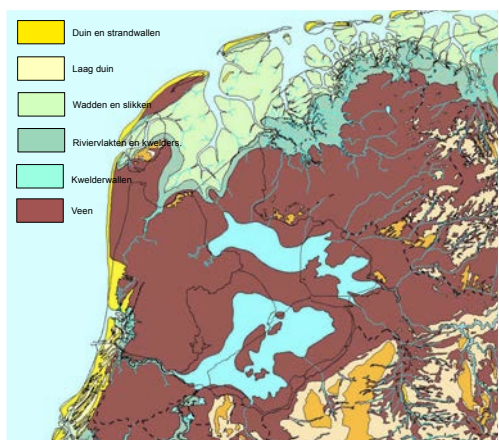 Duin en strandwallen
Laag duin
Wadden en slikken
Riviervlakten en kwelders.
Kwelderwallen
Veen